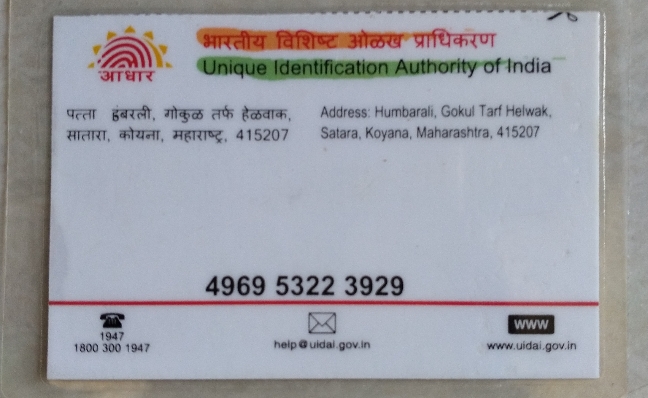 भारतीय विशिष्ट ओळख प्राधिकरण
Unique Identification Authority of India
आधार
पत्ता हुंबरली, गोकुळ तर्फ हेळवाक,
सातारा, कोयना, महाराष्ट्र, 415207
Address: Humbarali, Gokul Tarf Helwak,
Satara, Koyana, Maharashtra, 415207
4969 5322 3929
1947
1800 300 1947
help@uidai.gov.in
www
www.uidai.gov.in